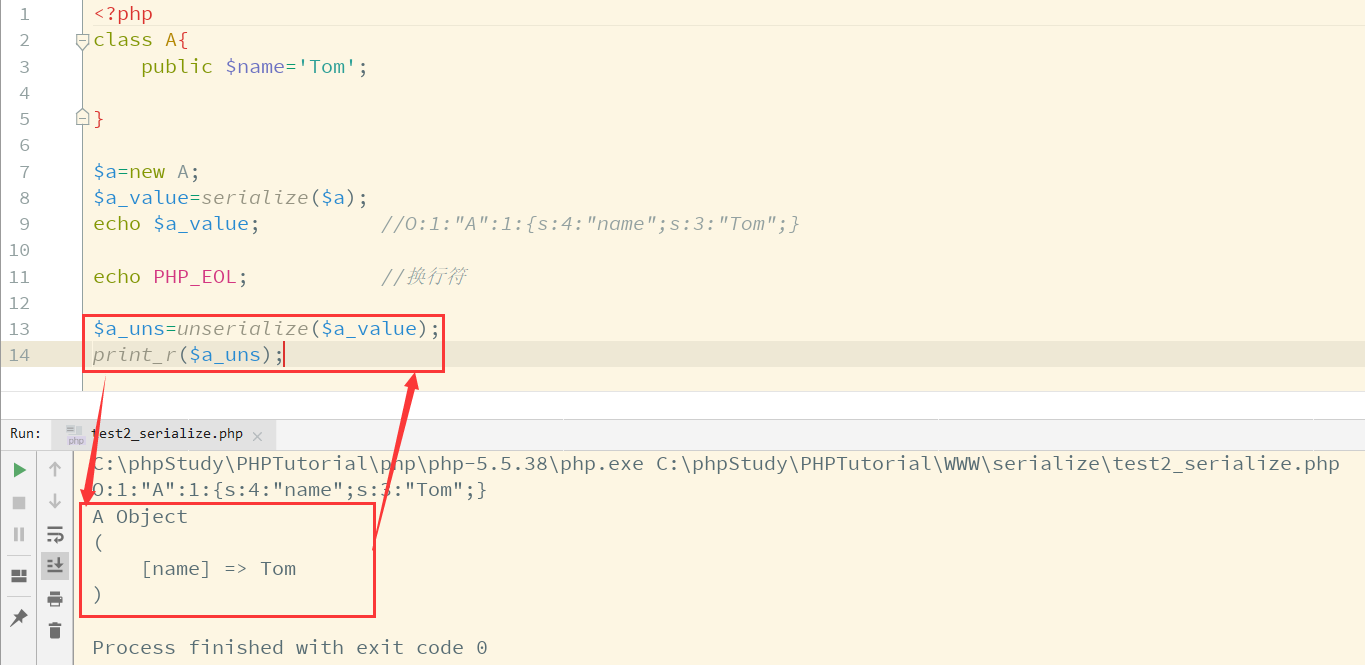 1 <?php
2 class A{
3 public $name='Tom';
4
5 }
6
7 $a=new A;
8 $a_value=serialize($a);
9 echo $a_value; //O:1:"A":1:{s:4:"name";s:3:"Tom";}
10
11 echo PHP_EOL; //换行符
12
13 $a_uns=unserialize($a_value);
14 print_r($a_uns);
Run: php test2_serialize.php
C:\phpStudy\PHPTutorial\php\php-5.5.38\php.exe C:\phpStudy\PHPTutorial\WWW\serialize\test2_serialize.php
O:1:"A":1:{s:4:"name";s:3:"Tom";}
A Object
(
[name] => Tom
)
Process finished with exit code 0